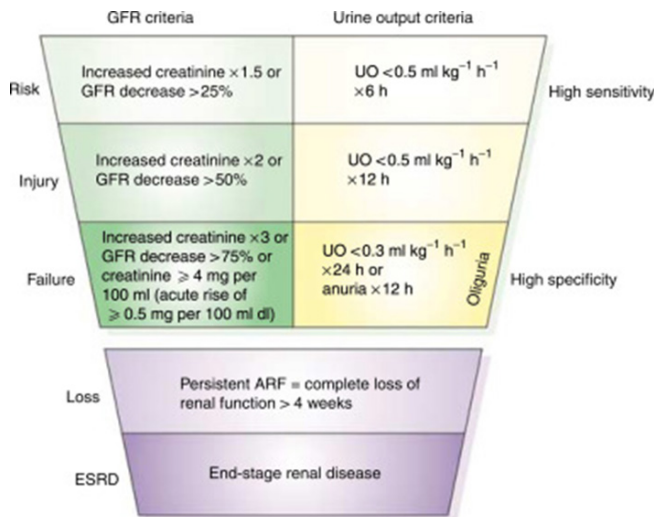 GFR criteria
Urine output criteria
Risk
Increased creatinine ×1.5 or
GFR decrease >25%
UO <0.5 ml kg⁻¹ h⁻¹
×6 h
High sensitivity
Injury
Increased creatinine ×2 or
GFR decrease >50%
UO <0.5 ml kg⁻¹ h⁻¹
×12 h
Failure
Increased creatinine ×3 or
GFR decrease >75% or
creatinine ⩾ 4 mg per
100 ml (acute rise of
⩾ 0.5 mg per 100 ml dl)
UO <0.3 ml kg⁻¹ h⁻¹
×24 h or
anuria ×12 h
Oliguria
High specificity
Loss
Persistent ARF = complete loss of
renal function > 4 weeks
ESRD
End-stage renal disease